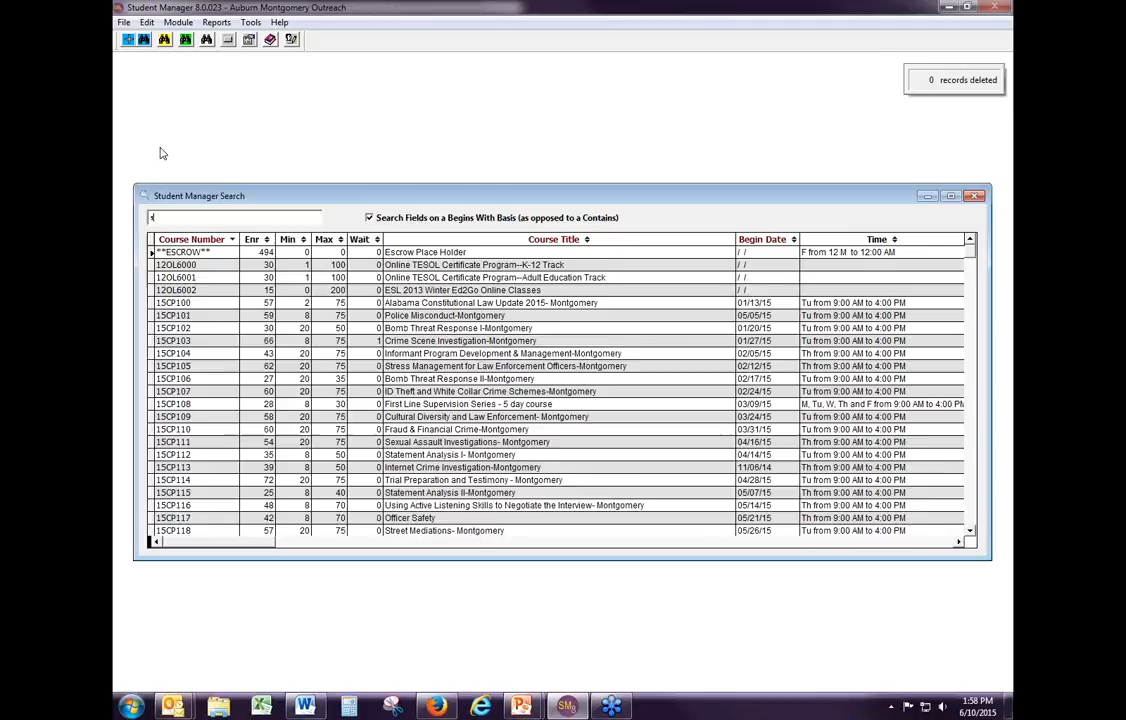 Student Manager 8.0.023 - Auburn Montgomery Outreach
File Edit Module Reports Tools Help
0 records deleted
Student Manager Search
Search Fields on a Begins With Basis (as opposed to a Contains)
Course Number Enr Min Max Wait Course Title Begin Date Time
**ESCROW** 494 0 0 0 Escrow Place Holder / / F from 12 M to 12:00 AM
12OL6000 30 1 100 0 Online TESOL Certificate Program--K-12 Track / /
12OL6001 30 1 100 0 Online TESOL Certificate Program--Adult Education Track / /
12OL6002 15 0 200 0 ESL 2013 Winter Ed2Go Online Classes / /
15CP100 57 2 75 0 Alabama Constitutional Law Update 2015- Montgomery 01/13/15 Tu from 9:00 AM to 4:00 PM
15CP101 59 8 75 0 Police Misconduct-Montgomery 05/05/15 Tu from 9:00 AM to 4:00 PM
15CP102 30 20 50 0 Bomb Threat Response I-Montgomery 01/20/15 Tu from 9:00 AM to 4:00 PM
15CP103 66 8 75 1 Crime Scene Investigation-Montgomery 01/27/15 Tu from 9:00 AM to 4:00 PM
15CP104 43 20 75 0 Informant Program Development & Management-Montgomery 02/05/15 Th from 9:00 AM to 4:00 PM
15CP105 62 20 75 0 Stress Management for Law Enforcement Officers-Montgomery 02/12/15 Th from 9:00 AM to 4:00 PM
15CP106 27 20 35 0 Bomb Threat Response II-Montgomery 02/17/15 Tu from 9:00 AM to 4:00 PM
15CP107 60 20 75 0 ID Theft and White Collar Crime Schemes-Montgomery 02/24/15 Tu from 9:00 AM to 4:00 PM
15CP108 28 8 30 0 First Line Supervision Series - 5 day course 03/09/15 M, Tu, W, Th and F from 9:00 AM to 4:00 PM
15CP109 58 20 75 0 Cultural Diversity and Law Enforcement- Montgomery 03/24/15 Tu from 9:00 AM to 4:00 PM
15CP110 60 20 75 0 Fraud & Financial Crime-Montgomery 03/31/15 Tu from 9:00 AM to 4:00 PM
15CP111 54 20 75 0 Sexual Assault Investigations- Montgomery 04/16/15 Th from 9:00 AM to 4:00 PM
15CP112 35 8 50 0 Statement Analysis I- Montgomery 04/14/15 Tu from 9:00 AM to 4:00 PM
15CP113 39 8 50 0 Internet Crime Investigation-Montgomery 11/06/14 Th from 9:00 AM to 4:00 PM
15CP114 72 20 75 0 Trial Preparation and Testimony - Montgomery 04/28/15 Tu from 9:00 AM to 4:00 PM
15CP115 25 8 40 0 Statement Analysis II-Montgomery 05/07/15 Th from 9:00 AM to 4:00 PM
15CP116 48 8 70 0 Using Active Listening Skills to Negotiate the Interview- Montgomery 05/14/15 Th from 9:00 AM to 4:00 PM
15CP117 42 8 70 0 Officer Safety 05/21/15 Th from 9:00 AM to 4:00 PM
15CP118 57 20 75 0 Street Mediations- Montgomery 05/26/15 Tu from 9:00 AM to 4:00 PM
1:58 PM
6/10/2015